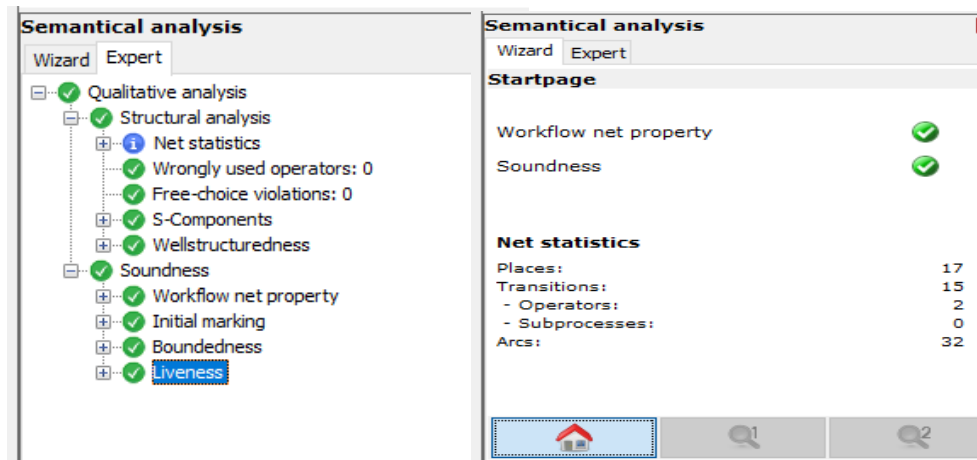 Semantical analysis
Wizard Expert
Qualitative analysis
Structural analysis
Net statistics
Wrongly used operators: 0
Free-choice violations: 0
S-Components
Wellstructuredness
Soundness
Workflow net property
Initial marking
Boundedness
Liveness
Semantical analysis
Wizard Expert
Startpage
Workflow net property
Soundness
Net statistics
Places: 17
Transitions: 15
- Operators: 2
- Subprocesses: 0
Arcs: 32
1 2